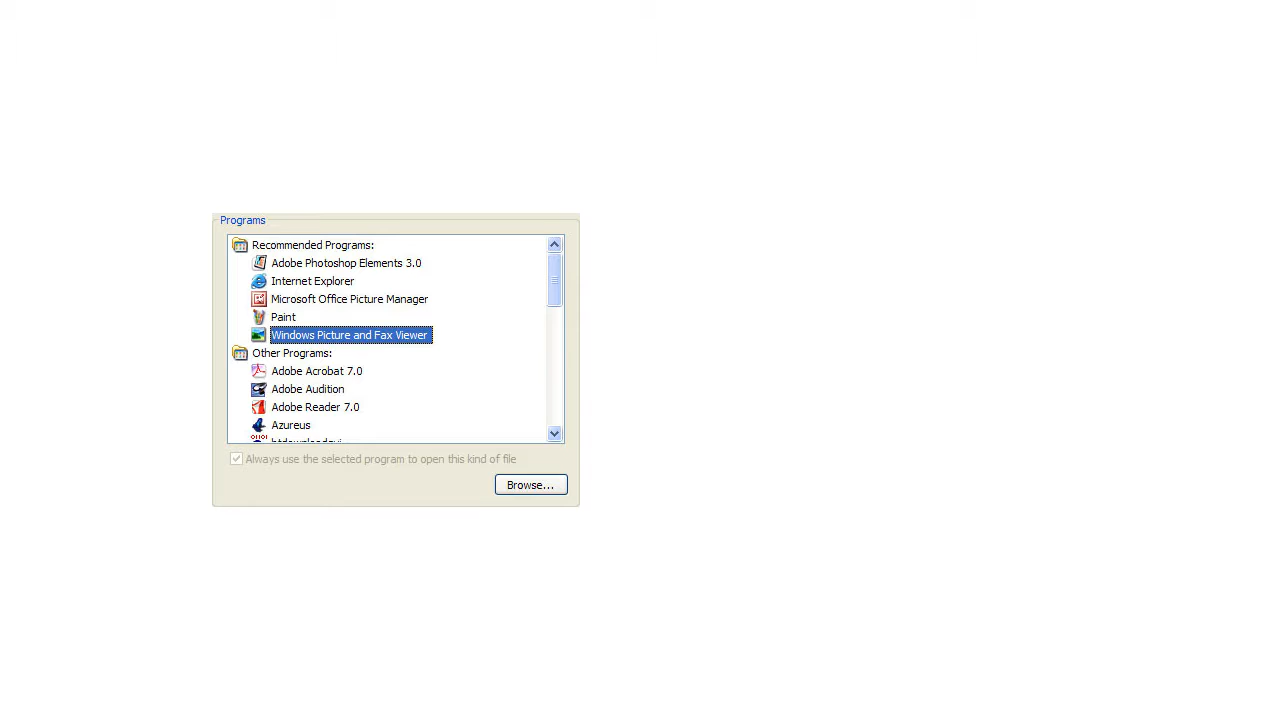 Programs
Recommended Programs:
Adobe Photoshop Elements 3.0
Internet Explorer
Microsoft Office Picture Manager
Paint
Windows Picture and Fax Viewer
Other Programs:
Adobe Acrobat 7.0
Adobe Audition
Adobe Reader 7.0
Azureus
Always use the selected program to open this kind of file
Browse...